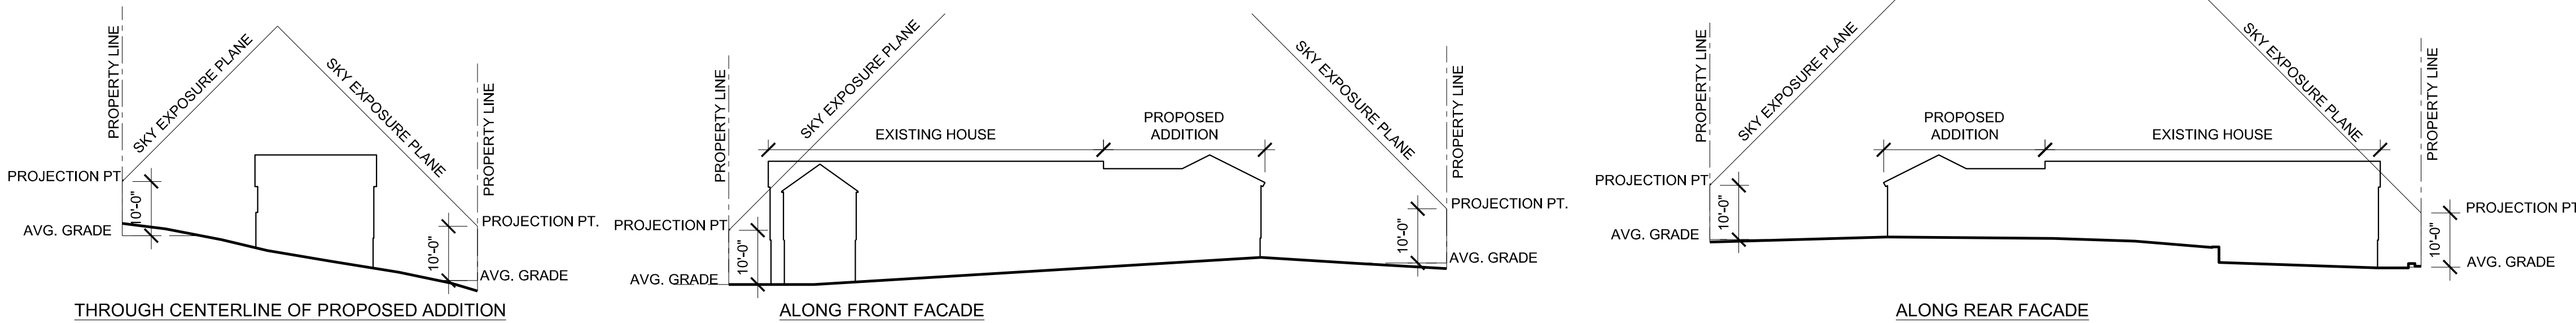 PROPERTY LINE
SKY EXPOSURE PLANE
SKY EXPOSURE PLANE
PROPERTY LINE
PROJECTION PT.
10'-0"
AVG. GRADE
PROJECTION PT.
10'-0"
AVG. GRADE
THROUGH CENTERLINE OF PROPOSED ADDITION
PROPERTY LINE
SKY EXPOSURE PLANE
EXISTING HOUSE
PROPOSED
ADDITION
SKY EXPOSURE PLANE
PROPERTY LINE
PROJECTION PT.
10'-0"
AVG. GRADE
PROJECTION PT.
10'-0"
AVG. GRADE
ALONG FRONT FACADE
PROPERTY LINE
SKY EXPOSURE PLANE
PROPOSED
ADDITION
EXISTING HOUSE
SKY EXPOSURE PLANE
PROPERTY LINE
PROJECTION PT.
10'-0"
AVG. GRADE
PROJECTION PT
10'-0"
AVG. GRADE
ALONG REAR FACADE